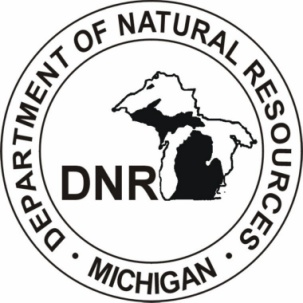 · DEPARTMENT OF NATURAL RESOURCES ·
DNR
MICHIGAN